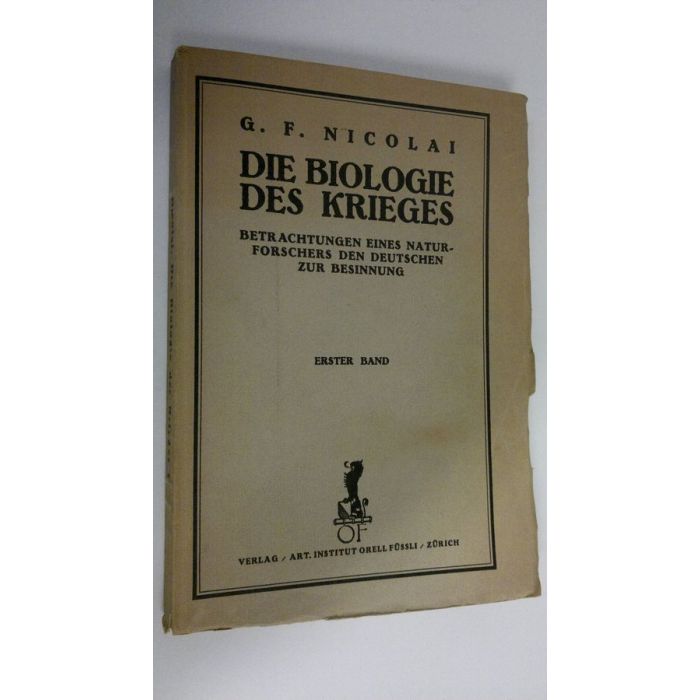 G. F. NICOLAI
DIE BIOLOGIE
DES KRIEGES
BETRACHTUNGEN EINES NATUR-
FORSCHERS DEN DEUTSCHEN
ZUR BESINNUNG
ERSTER BAND
OF
VERLAG / ART. INSTITUT ORELL FÜSSLI / ZÜRICH